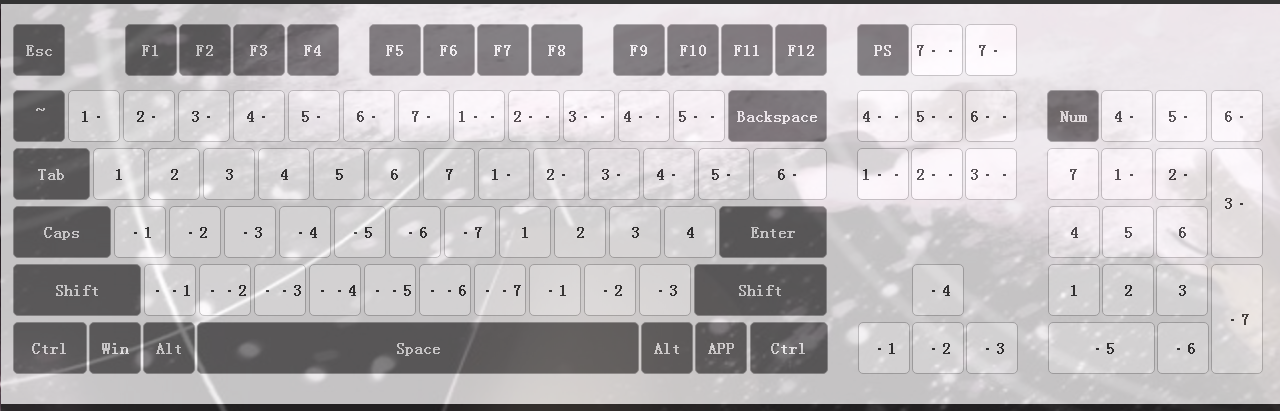 Esc F1 F2 F3 F4 F5 F6 F7 F8 F9 F10 F11 F12 PS 7·· 7·
~ 1· 2· 3· 4· 5· 6· 7· 1·· 2·· 3·· 4·· 5·· Backspace 4·· 5·· 6·· Num 4· 5· 6·
Tab 1 2 3 4 5 6 7 1· 2· 3· 4· 5· 6· 1·· 2·· 3·· 7 1· 2· 3·
Caps ·1 ·2 ·3 ·4 ·5 ·6 ·7 1 2 3 4 Enter 4 5 6
Shift ··1 ··2 ··3 ··4 ··5 ··6 ··7 ·1 ·2 ·3 Shift ·4 1 2 3 ·7
Ctrl Win Alt Space Alt APP Ctrl ·1 ·2 ·3 ·5 ·6